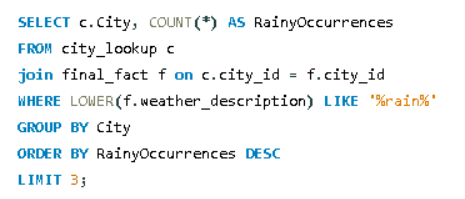 SELECT c.City, COUNT(*) AS RainyOccurrences
FROM city_lookup c
join final_fact f on c.city_id = f.city_id
WHERE LOWER(f.weather_description) LIKE '%rain%'
GROUP BY City
ORDER BY RainyOccurrences DESC
LIMIT 3;